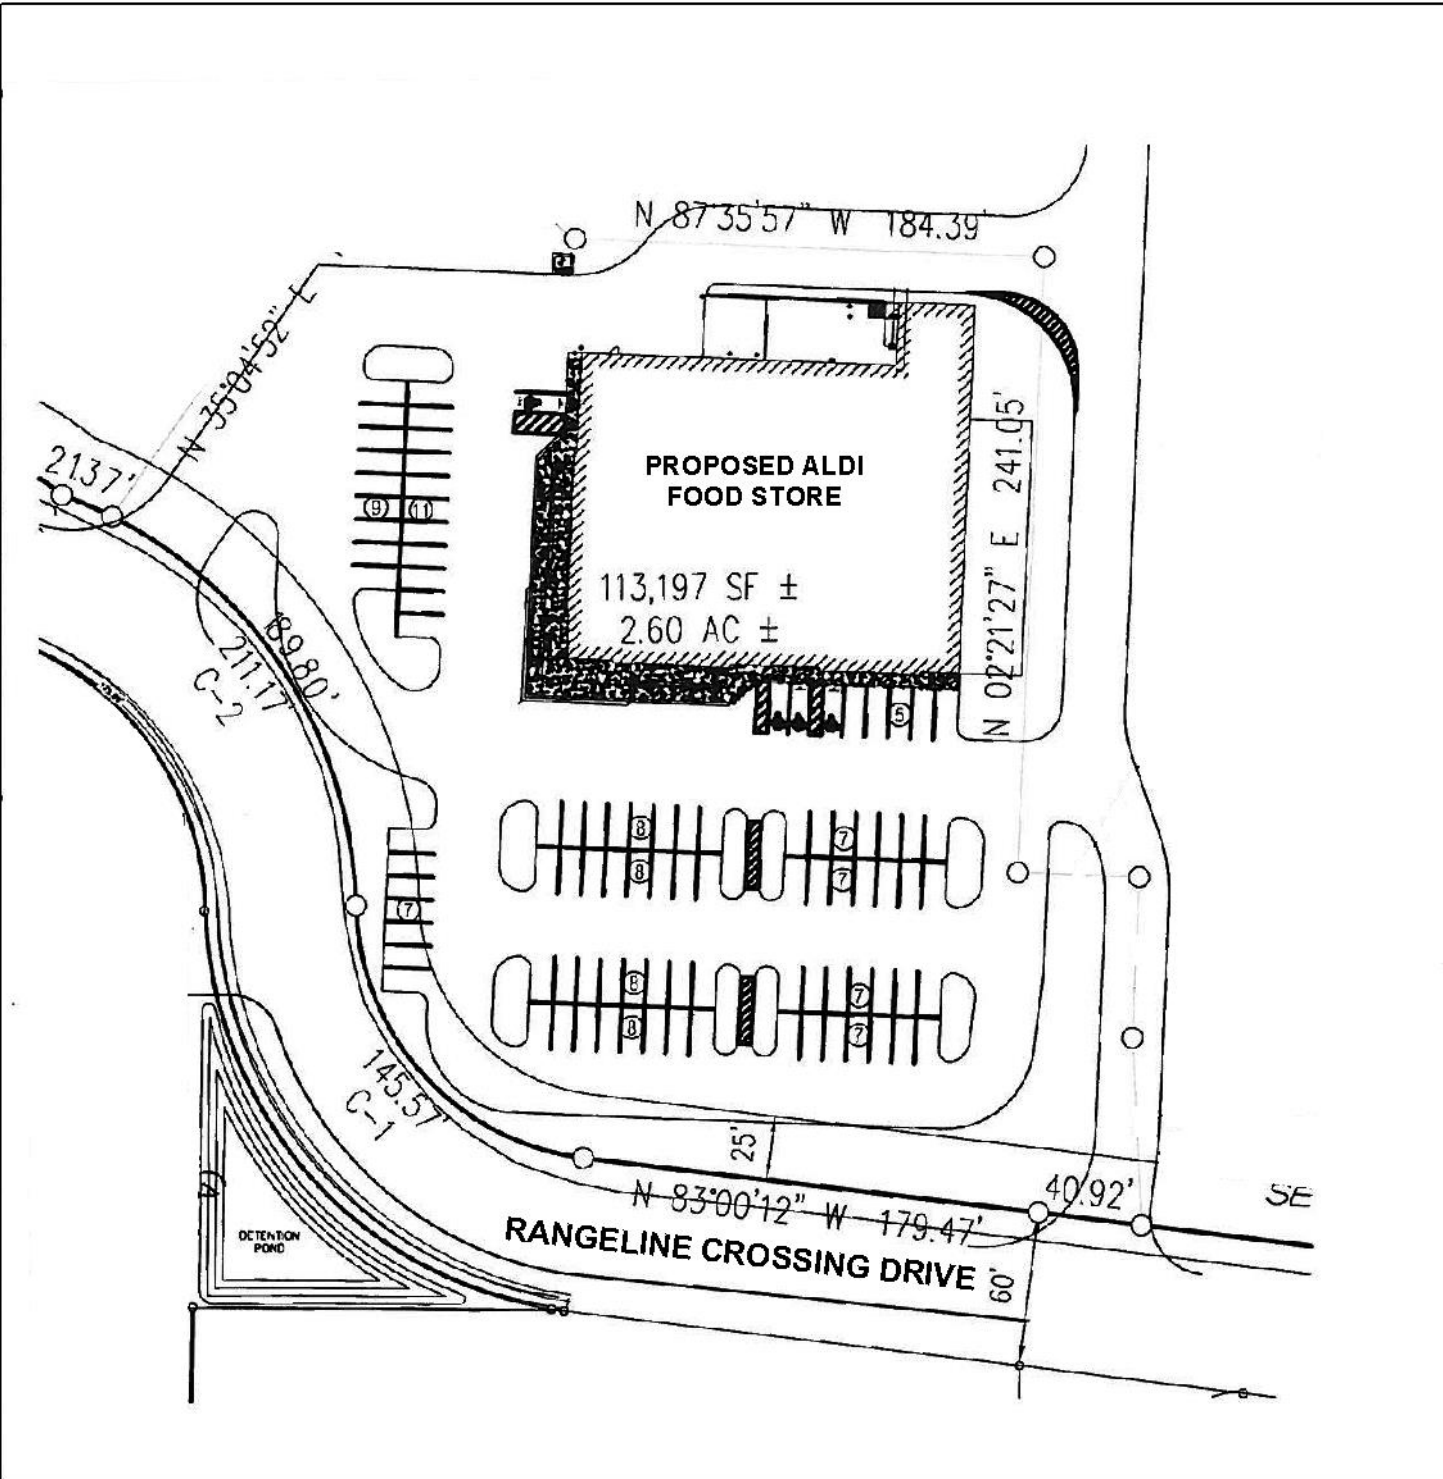 N 87°35'57" W 184.39'
N 35°04'52" E
21.37'
PROPOSED ALDI
FOOD STORE
N 02°21'27" E 241.05'
9
11
113,197 SF ±
2.60 AC ±
189.80'
211.17'
C-2
5
8
7
8
7
7
8
7
8
7
145.57'
C-1
25'
N 83°00'12" W 179.47'
40.92'
SE
RANGELINE CROSSING DRIVE
60'
DETENTION
POND